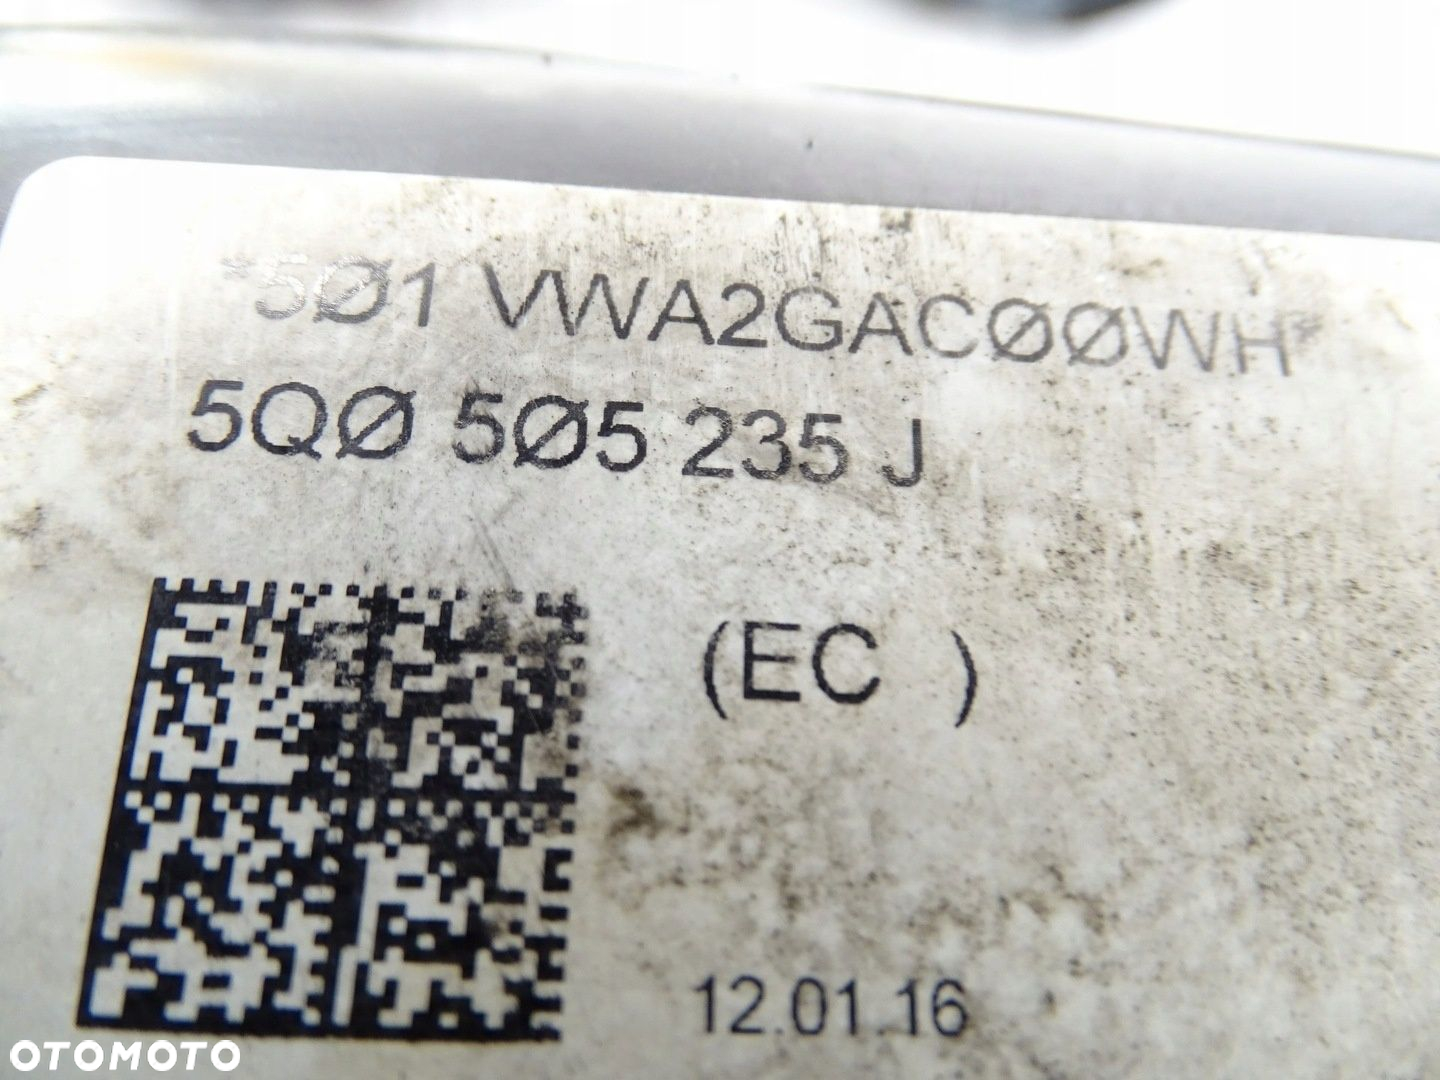 *5Ø1 VWA2GACØØWH*
5QØ 5Ø5 235 J
(EC )
12.01.16
OTOMOTO